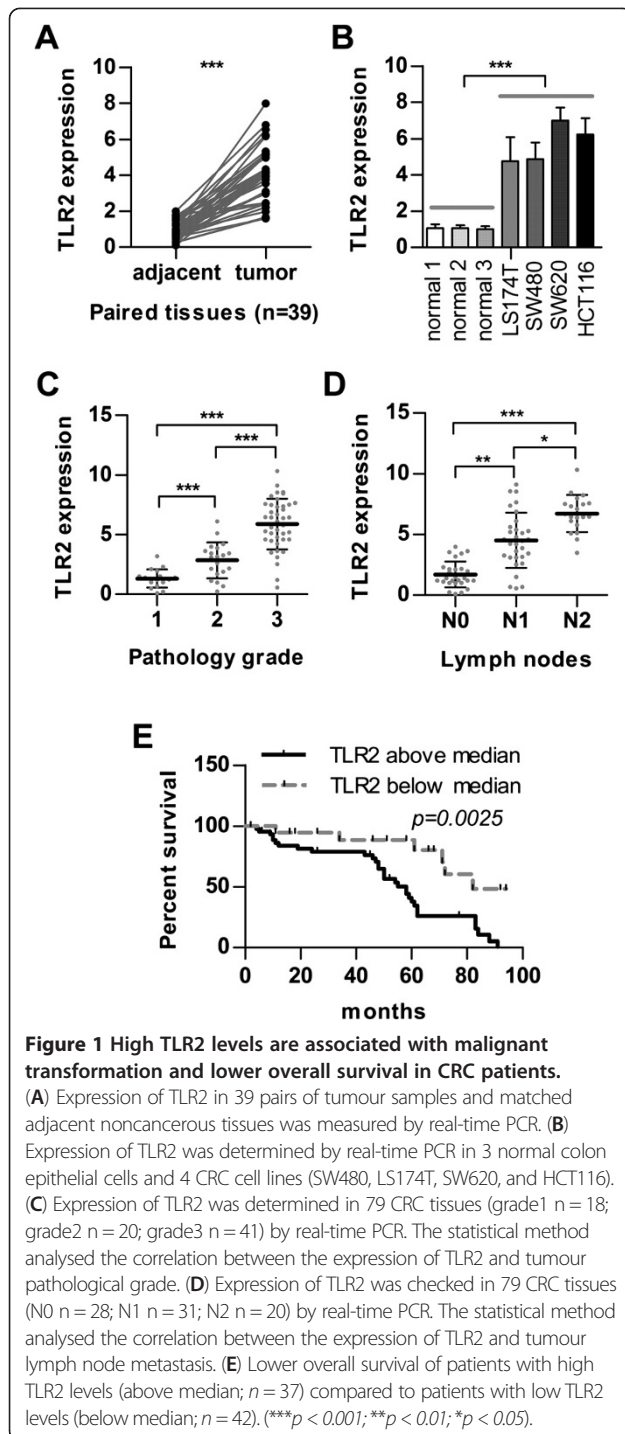 A
B
***
***
TLR2 expression
10
8
6
4
2
0
adjacent tumor
Paired tissues (n=39)
TLR2 expression
10
8
6
4
2
0
normal 1
normal 2
normal 3
LS174T
SW480
SW620
HCT116
C
D
TLR2 expression
15
10
5
0
***
***
***
1 2 3
Pathology grade
TLR2 expression
15
10
5
0
***
**
*
N0 N1 N2
Lymph nodes
E
TLR2 above median
TLR2 below median
p=0.0025
Percent survival
150
100
50
0
0 20 40 60 80 100
months
Figure 1 High TLR2 levels are associated with malignant
transformation and lower overall survival in CRC patients.
(A) Expression of TLR2 in 39 pairs of tumour samples and matched
adjacent noncancerous tissues was measured by real-time PCR. (B)
Expression of TLR2 was determined by real-time PCR in 3 normal colon
epithelial cells and 4 CRC cell lines (SW480, LS174T, SW620, and HCT116).
(C) Expression of TLR2 was determined in 79 CRC tissues (grade1 n = 18;
grade2 n = 20; grade3 n = 41) by real-time PCR. The statistical method
analysed the correlation between the expression of TLR2 and tumour
pathological grade. (D) Expression of TLR2 was checked in 79 CRC tissues
(N0 n = 28; N1 n = 31; N2 n = 20) by real-time PCR. The statistical method
analysed the correlation between the expression of TLR2 and tumour
lymph node metastasis. (E) Lower overall survival of patients with high
TLR2 levels (above median; n = 37) compared to patients with low TLR2
levels (below median; n = 42). (***p < 0.001; **p < 0.01; *p < 0.05).